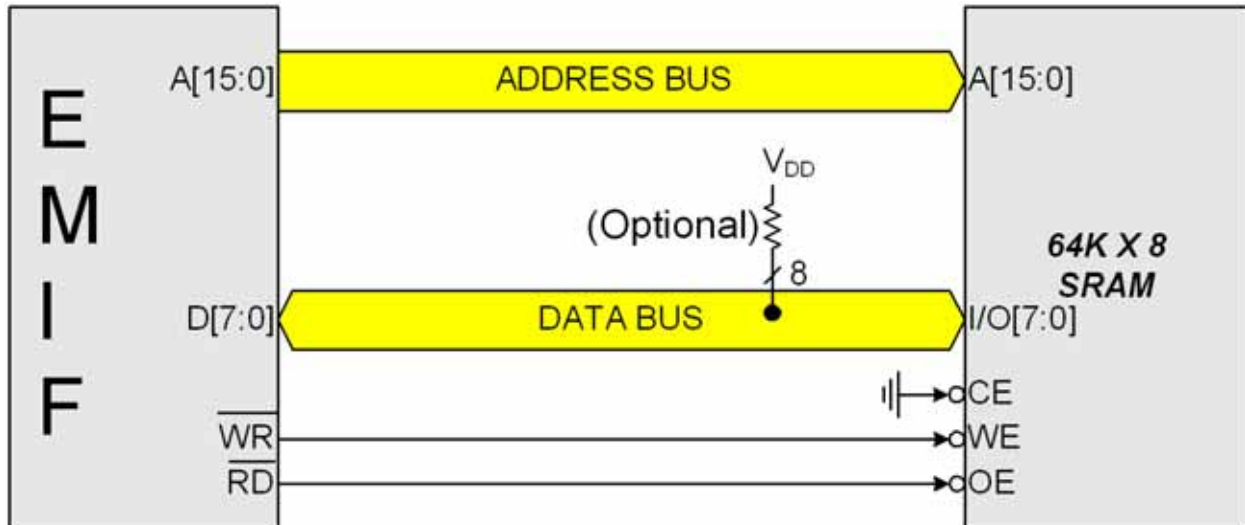 EMIF
A[15:0]
ADDRESS BUS
A[15:0]
VDD
(Optional)
8
64K X 8
SRAM
D[7:0]
DATA BUS
I/O[7:0]
CE
WR
WE
RD
OE